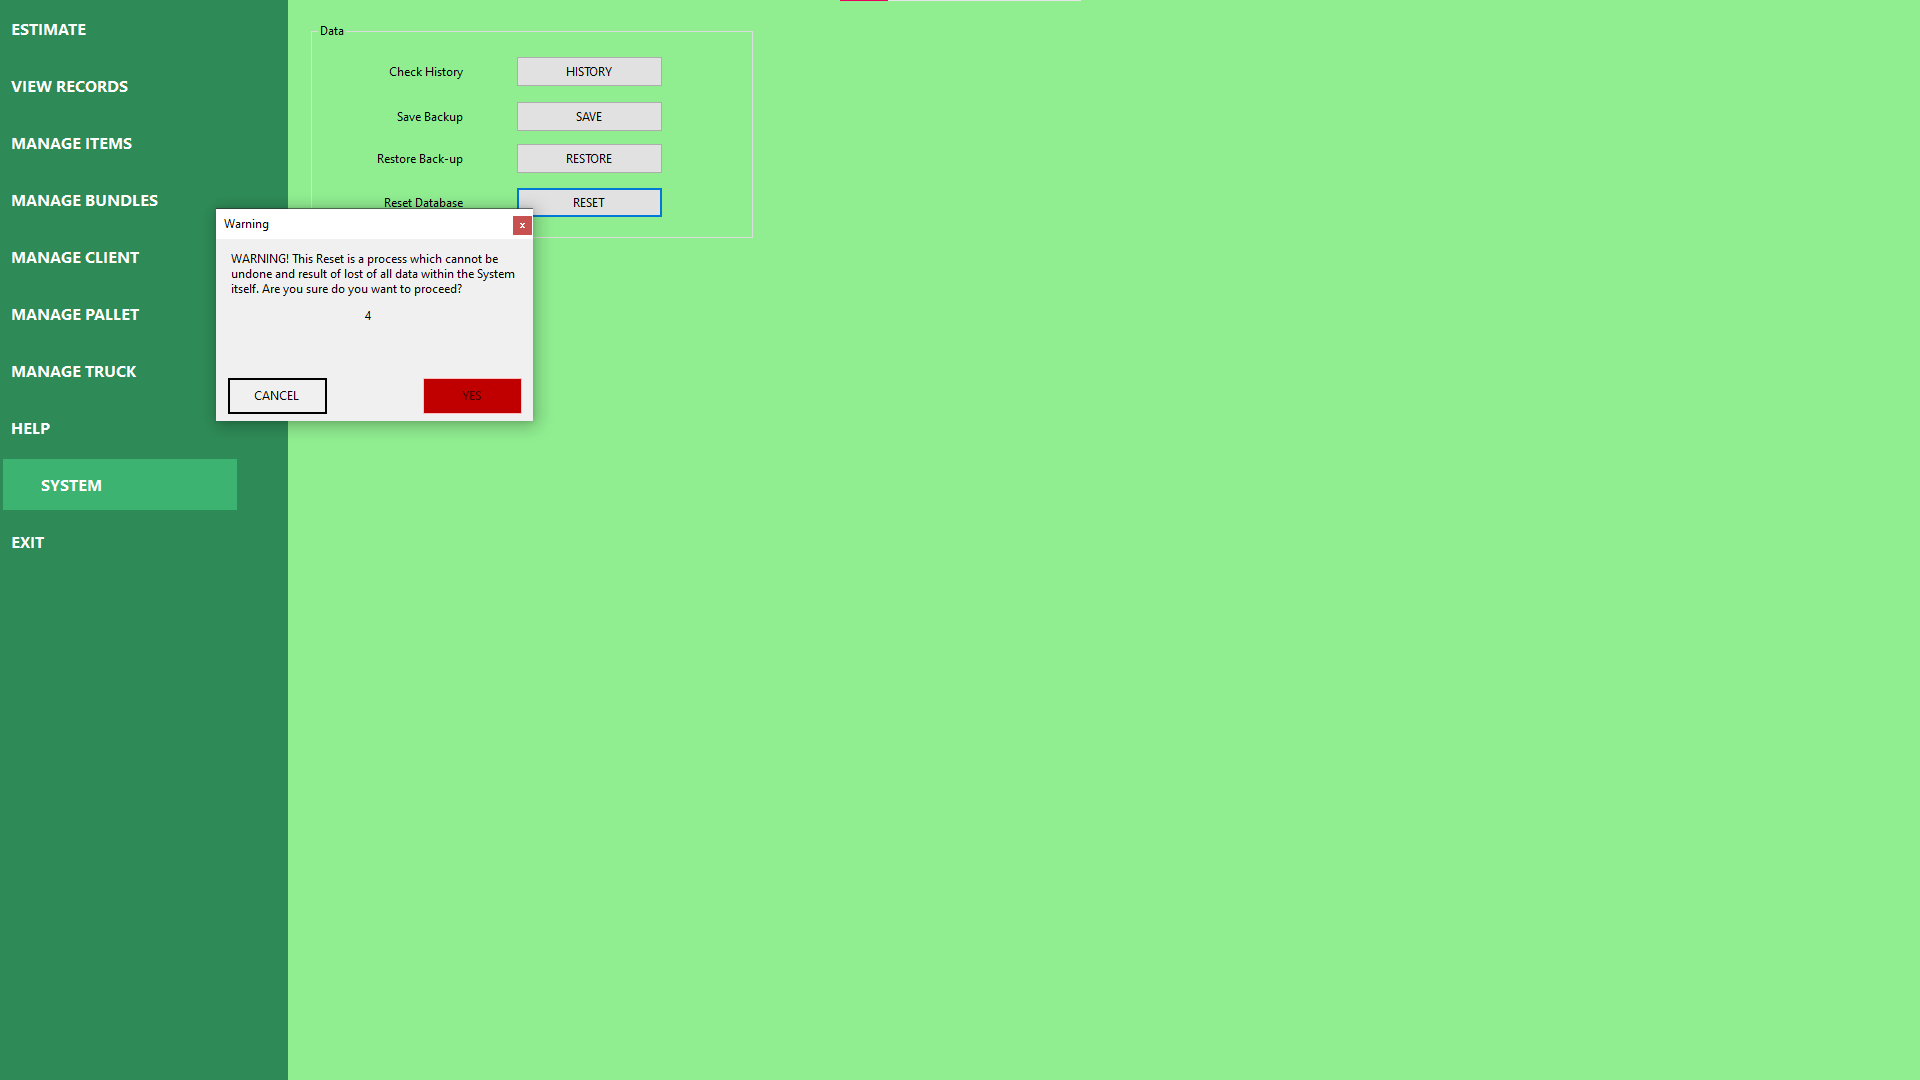 ESTIMATE
VIEW RECORDS
MANAGE ITEMS
MANAGE BUNDLES
MANAGE CLIENT
MANAGE PALLET
MANAGE TRUCK
HELP
SYSTEM
EXIT
Data
Check History HISTORY
Save Backup SAVE
Restore Back-up RESTORE
Reset Database RESET
Warning x
WARNING! This Reset is a process which cannot be
undone and result of lost of all data within the System
itself. Are you sure do you want to proceed?
4
CANCEL YES